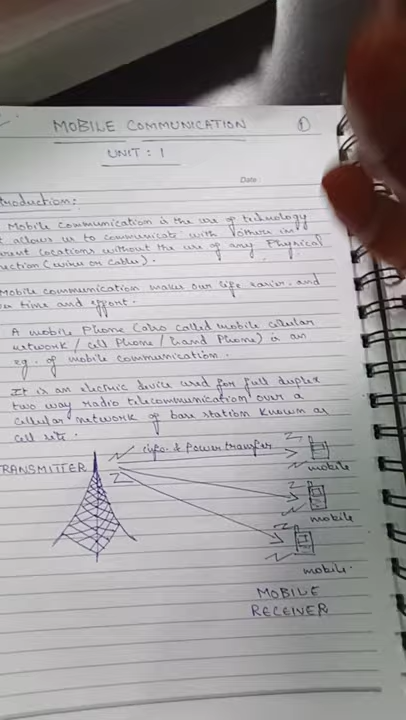 MOBILE COMMUNICATION
1
UNIT : 1
Date
troduction:
Mobile communication is the use of technology
t allows us to communicate with others in
erent locations without the use of any Physical
nection (wires or cables).
Mobile communication makes our life easier, and
time and effort.
A mobile Phone (also called mobile cellular
network / cell Phone / hand Phone) is an
eg. of mobile communication.
It is an electric device used for full duplex
two way radio telecommunication over a
cellular network of base station known as
cell site.
info. & power transfer
TRANSMITTER
mobile
mobile
mobile.
MOBILE
RECEIVER